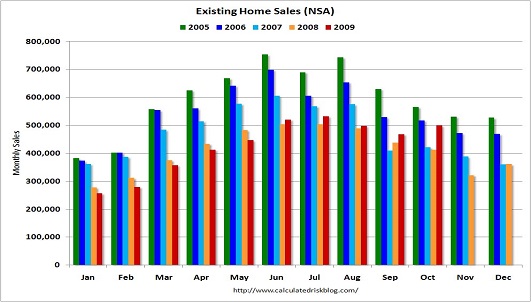 Existing Home Sales (NSA)
2005 2006 2007 2008 2009
800,000
700,000
600,000
500,000
400,000
300,000
200,000
100,000
0
Monthly Sales
Jan Feb Mar Apr May Jun Jul Aug Sep Oct Nov Dec
http://www.calculatedriskblog.com/